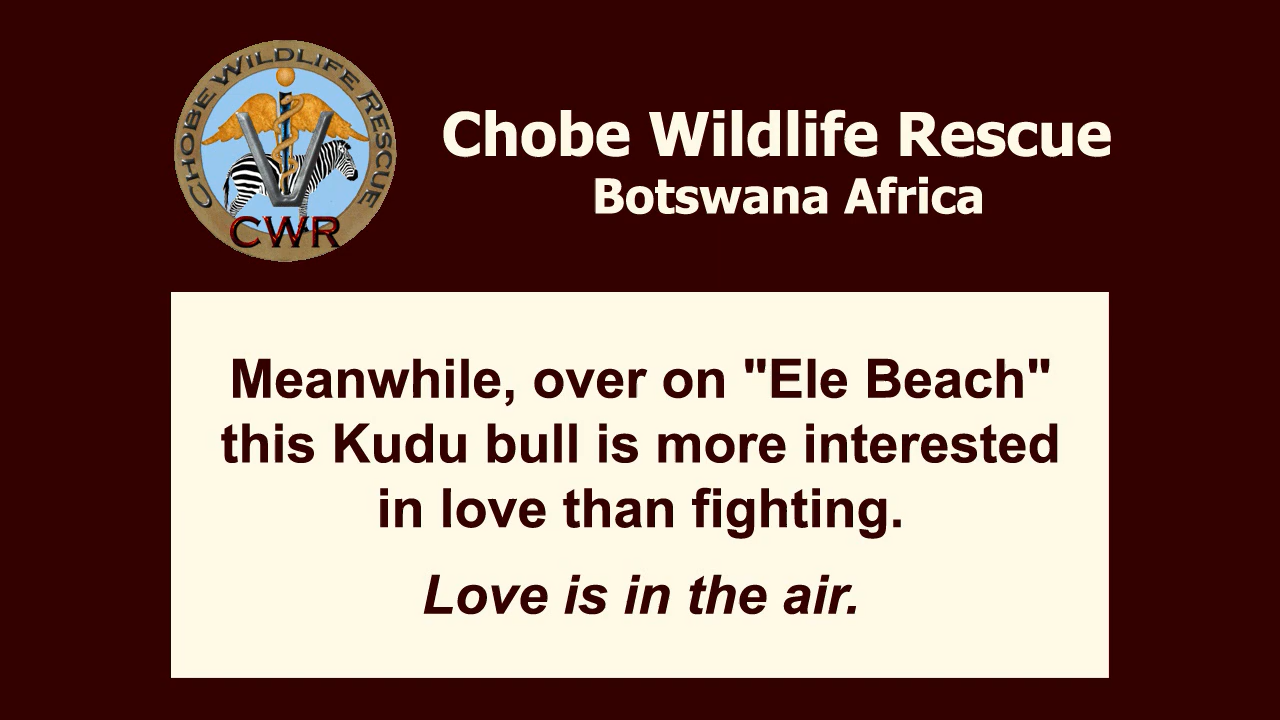 CHOBE WILDLIFE RESCUE
V
CWR
Chobe Wildlife Rescue
Botswana Africa
Meanwhile, over on "Ele Beach"
this Kudu bull is more interested
in love than fighting.
Love is in the air.